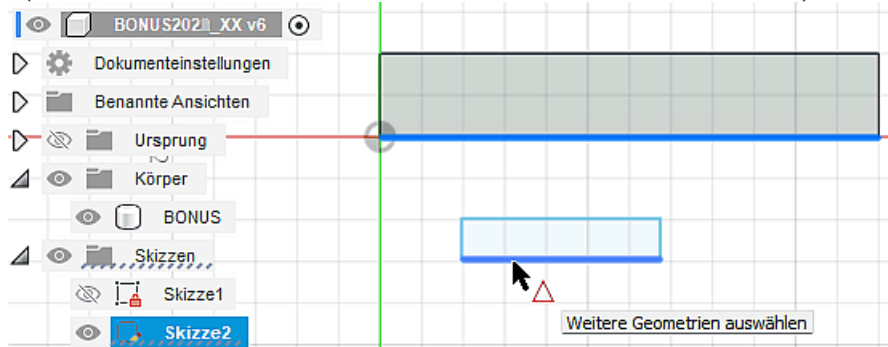 BONUS202_XX v6
Dokumenteinstellungen
Benannte Ansichten
Ursprung
Körper
BONUS
Skizzen
Skizze1
Skizze2
Weitere Geometrien auswählen